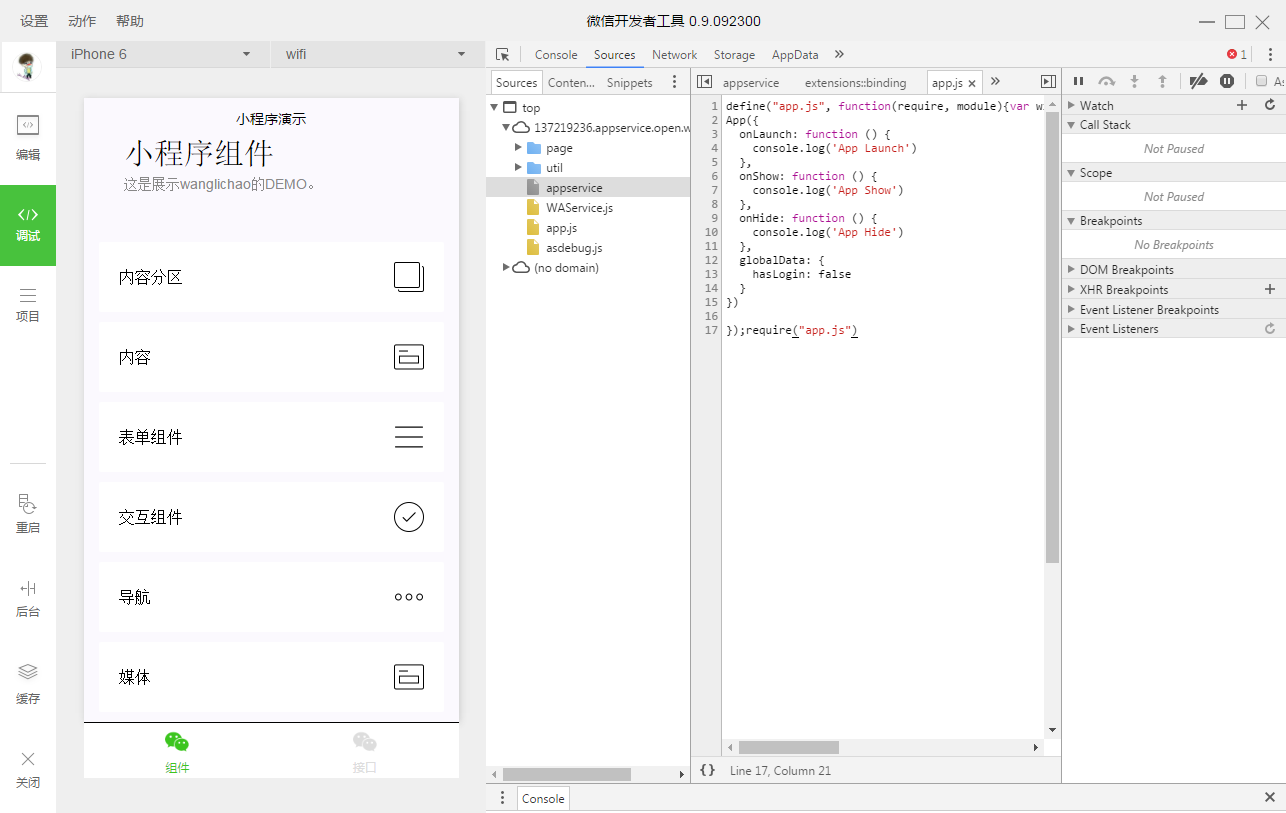 设置 动作 帮助
微信开发者工具 0.9.092300
编辑
调试
项目
重启
后台
缓存
关闭
iPhone 6
wifi
小程序演示
小程序组件
这是展示wanglichao的DEMO。
内容分区
内容
表单组件
交互组件
导航
媒体
组件
接口
Console Sources Network Storage AppData »
1
Sources Conten... Snippets
top
137219236.appservice.open.w
page
util
appservice
WAService.js
app.js
asdebug.js
(no domain)
appservice extensions::binding app.js × »
1 define("app.js", function(require, module){var w
2 App({
3 onLaunch: function () {
4 console.log('App Launch')
5 },
6 onShow: function () {
7 console.log('App Show')
8 },
9 onHide: function () {
10 console.log('App Hide')
11 },
12 globalData: {
13 hasLogin: false
14 }
15 })
16
17 });require("app.js")
{} Line 17, Column 21
As
Watch
Call Stack
Not Paused
Scope
Not Paused
Breakpoints
No Breakpoints
DOM Breakpoints
XHR Breakpoints
Event Listener Breakpoints
Event Listeners
Console